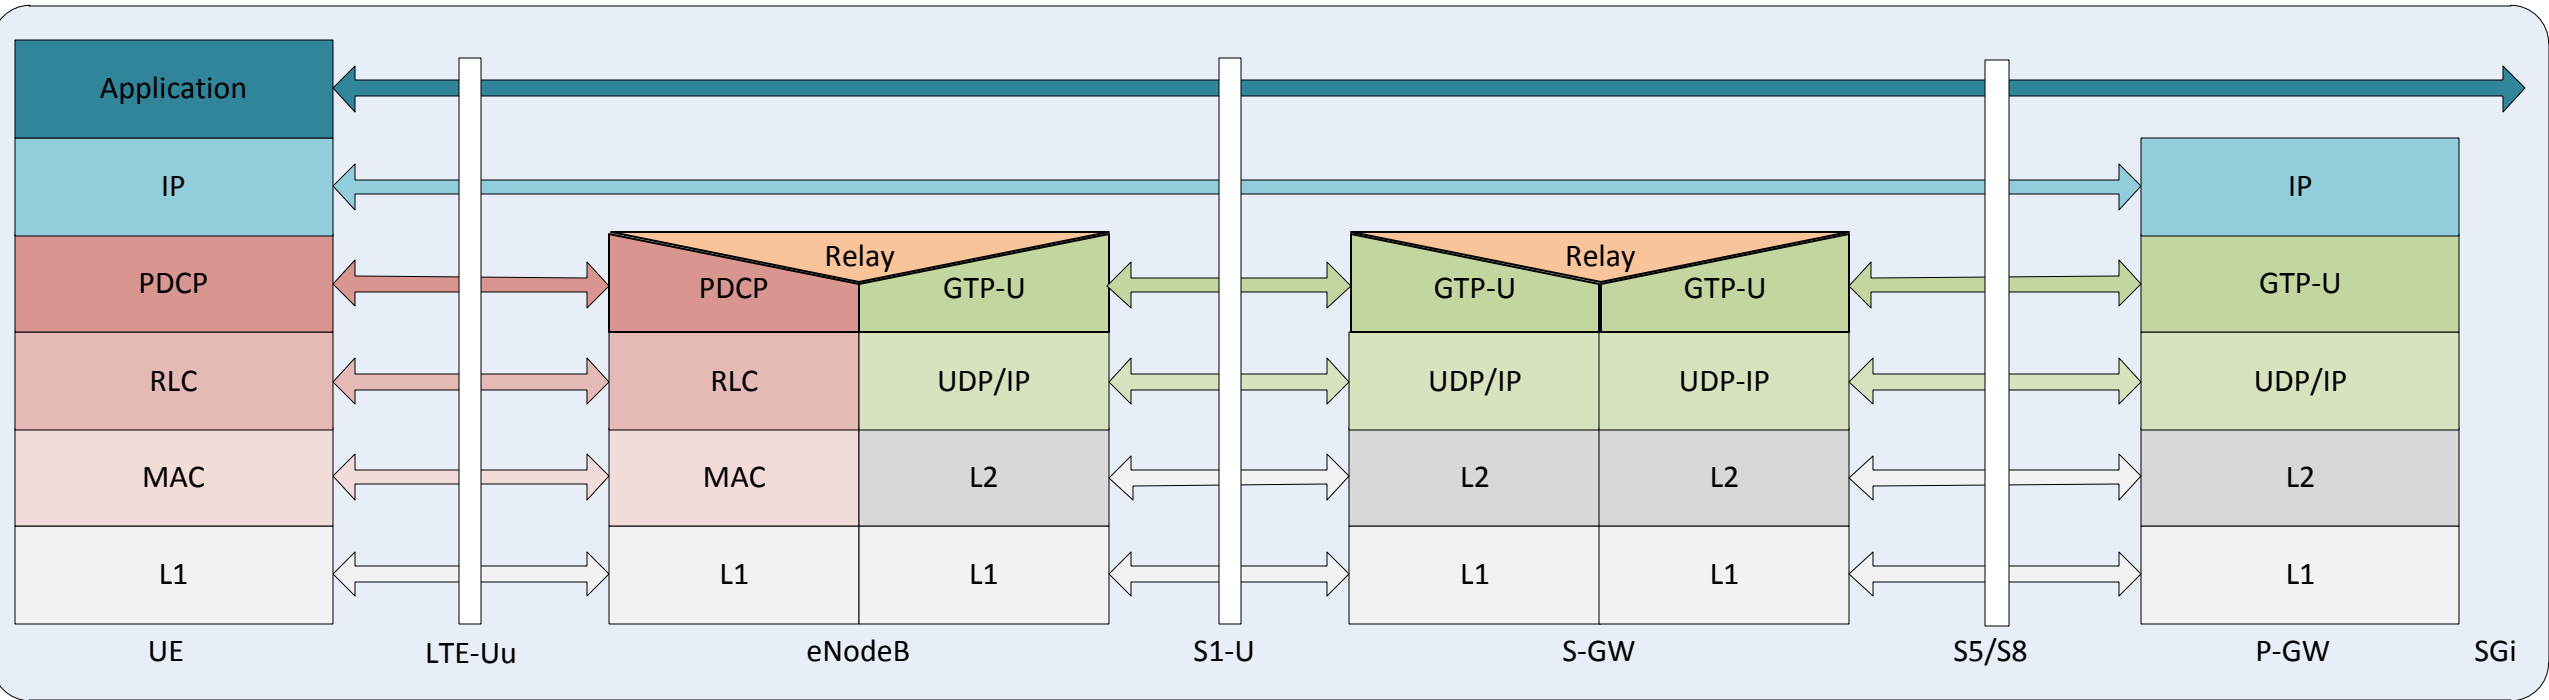 Application
IP
IP
Relay
Relay
PDCP
PDCP
GTP-U
GTP-U
GTP-U
GTP-U
RLC
RLC
UDP/IP
UDP/IP
UDP-IP
UDP/IP
MAC
MAC
L2
L2
L2
L2
L1
L1
L1
L1
L1
L1
UE
LTE-Uu
eNodeB
S1-U
S-GW
S5/S8
P-GW
SGi